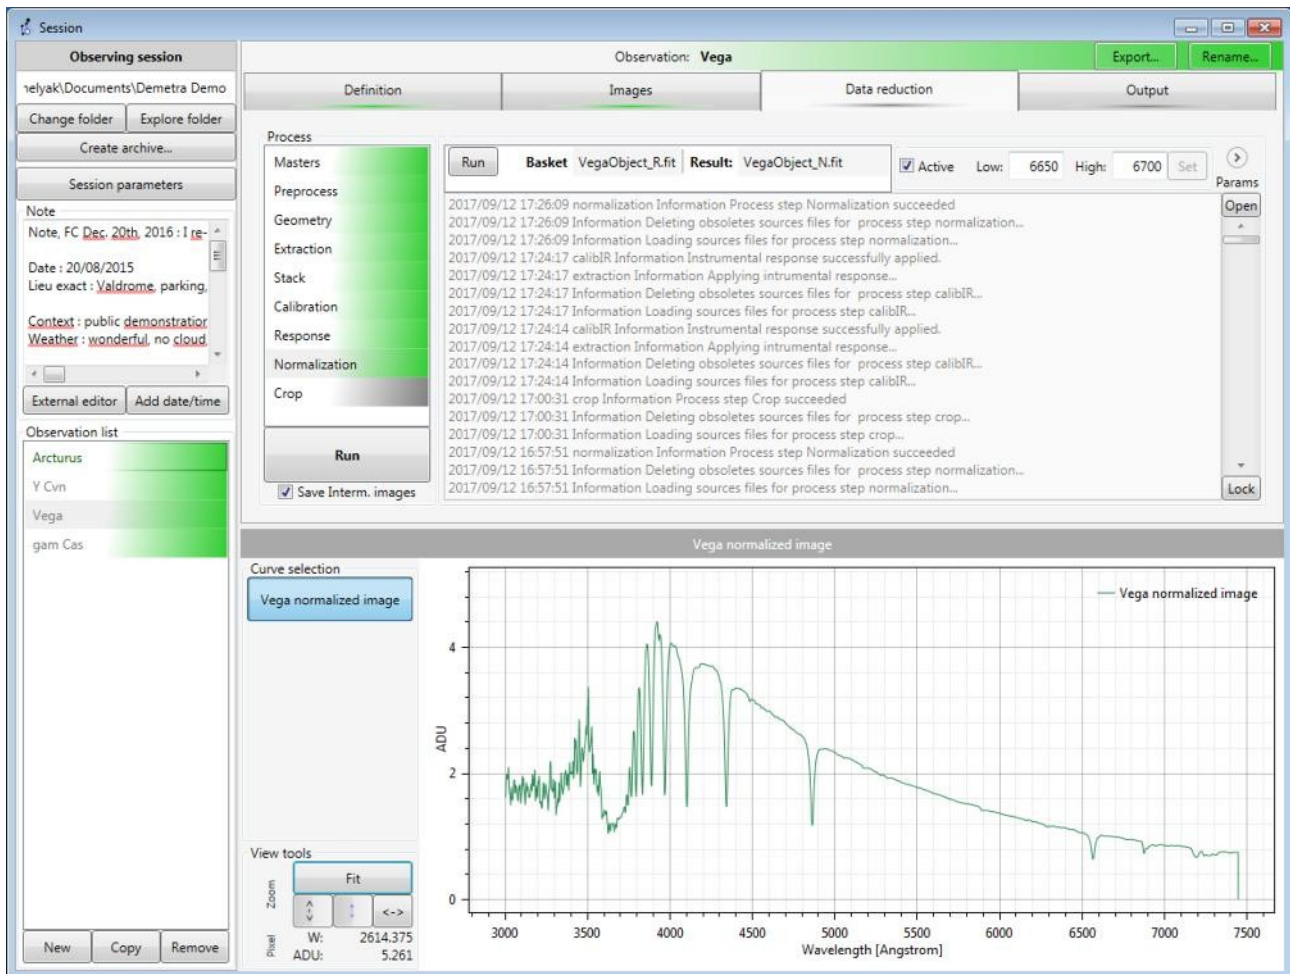 Session
Observing session
Observation: Vega
Export...
Rename...
nelyak\Documents\Demetra Demo
Change folder
Explore folder
Create archive...
Session parameters
Note
Note, FC Dec. 20th, 2016 : I re-
Date : 20/08/2015
Lieu exact : Valdrome, parking,
Context : public demonstration
Weather : wonderful, no cloud
External editor
Add date/time
Observation list
Arcturus
Y Cvn
Vega
gam Cas
New
Copy
Remove
Definition
Images
Data reduction
Output
Process
Masters
Preprocess
Geometry
Extraction
Stack
Calibration
Response
Normalization
Crop
Run
Save Interm. images
Run
Basket VegaObject_R.fit
Result: VegaObject_N.fit
Active
Low: 6650
High: 6700
Set
Params
Open
Lock
2017/09/12 17:26:09 normalization Information Process step Normalization succeeded
2017/09/12 17:26:09 Information Deleting obsoletes sources files for process step normalization...
2017/09/12 17:26:09 Information Loading sources files for process step normalization...
2017/09/12 17:24:17 calibIR Information Instrumental response successfully applied.
2017/09/12 17:24:17 extraction Information Applying intrumental response...
2017/09/12 17:24:17 Information Deleting obsoletes sources files for process step calibIR...
2017/09/12 17:24:17 Information Loading sources files for process step calibIR...
2017/09/12 17:24:14 calibIR Information Instrumental response successfully applied.
2017/09/12 17:24:14 extraction Information Applying intrumental response...
2017/09/12 17:24:14 Information Deleting obsoletes sources files for process step calibIR...
2017/09/12 17:24:14 Information Loading sources files for process step calibIR...
2017/09/12 17:00:31 crop Information Process step Crop succeeded
2017/09/12 17:00:31 Information Deleting obsoletes sources files for process step crop...
2017/09/12 17:00:31 Information Loading sources files for process step crop...
2017/09/12 16:57:51 normalization Information Process step Normalization succeeded
2017/09/12 16:57:51 Information Deleting obsoletes sources files for process step normalization...
2017/09/12 16:57:51 Information Loading sources files for process step normalization...
Vega normalized image
Curve selection
Vega normalized image
View tools
Zoom
Fit
<->
<->
Pixel
W: 2614.375
ADU: 5.261
Vega normalized image
ADU
4
2
0
3000 3500 4000 4500 5000 5500 6000 6500 7000 7500
Wavelength [Angstrom]